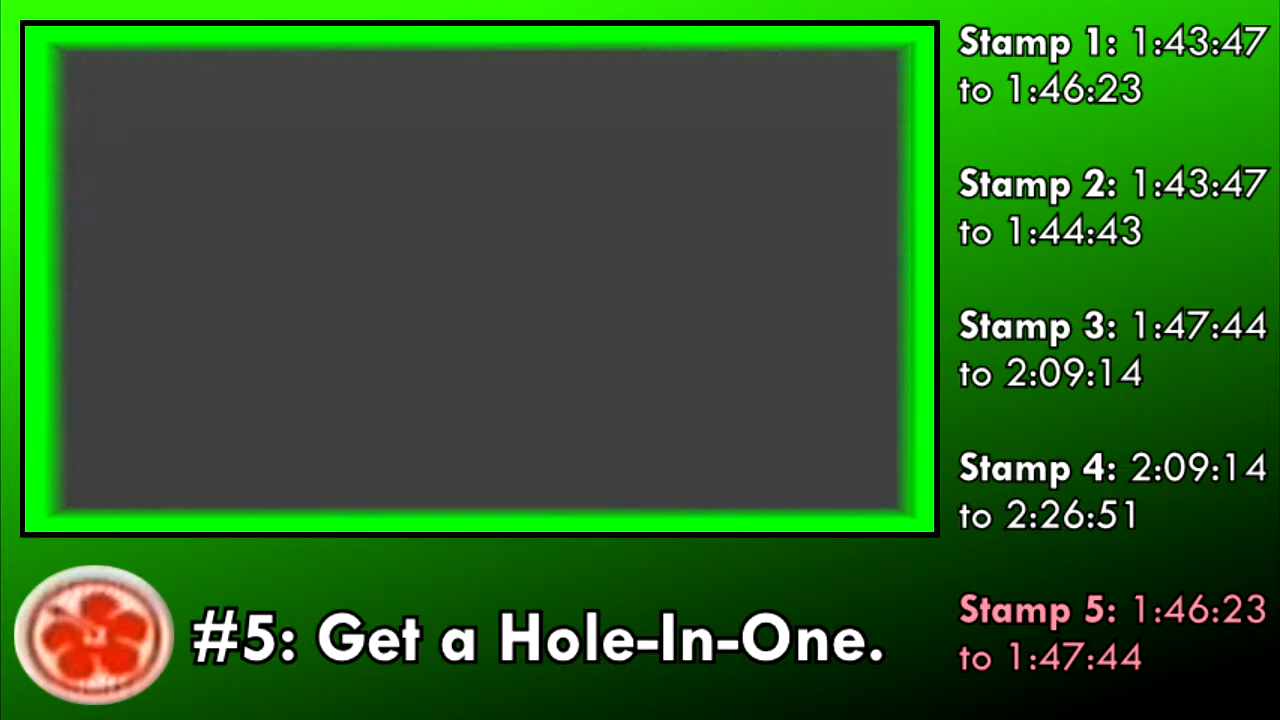 Stamp 1: 1:43:47
to 1:46:23
Stamp 2: 1:43:47
to 1:44:43
Stamp 3: 1:47:44
to 2:09:14
Stamp 4: 2:09:14
to 2:26:51
Stamp 5: 1:46:23
to 1:47:44
#5: Get a Hole-In-One.